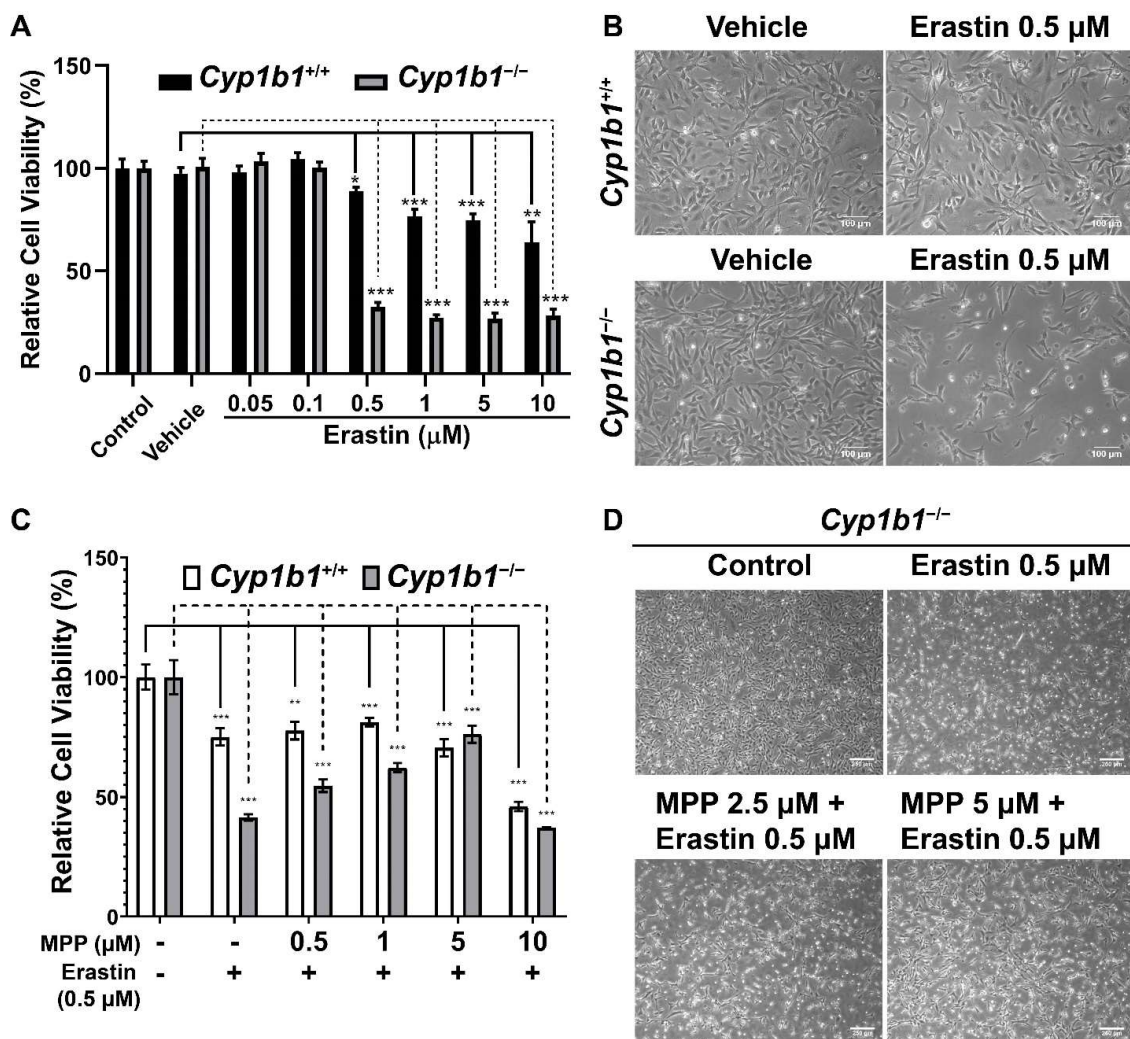 A
150
Cyp1b1+/+ Cyp1b1−/−
100
50
0
Relative Cell Viability (%)
* *** *** **
*** *** *** ***
Control Vehicle 0.05 0.1 0.5 1 5 10
Erastin (μM)
B
Vehicle Erastin 0.5 µM
Cyp1b1+/+
100 µm 100 µm
Vehicle Erastin 0.5 µM
Cyp1b1−/−
100 µm 100 µm
C
150
Cyp1b1+/+ Cyp1b1−/−
100
50
0
Relative Cell Viability (%)
*** ** *** *** ***
*** *** *** *** ***
MPP (µM) - - 0.5 1 5 10
Erastin - + + + + +
(0.5 µM)
D
Cyp1b1−/−
Control Erastin 0.5 µM
MPP 2.5 µM + MPP 5 µM +
Erastin 0.5 µM Erastin 0.5 µM